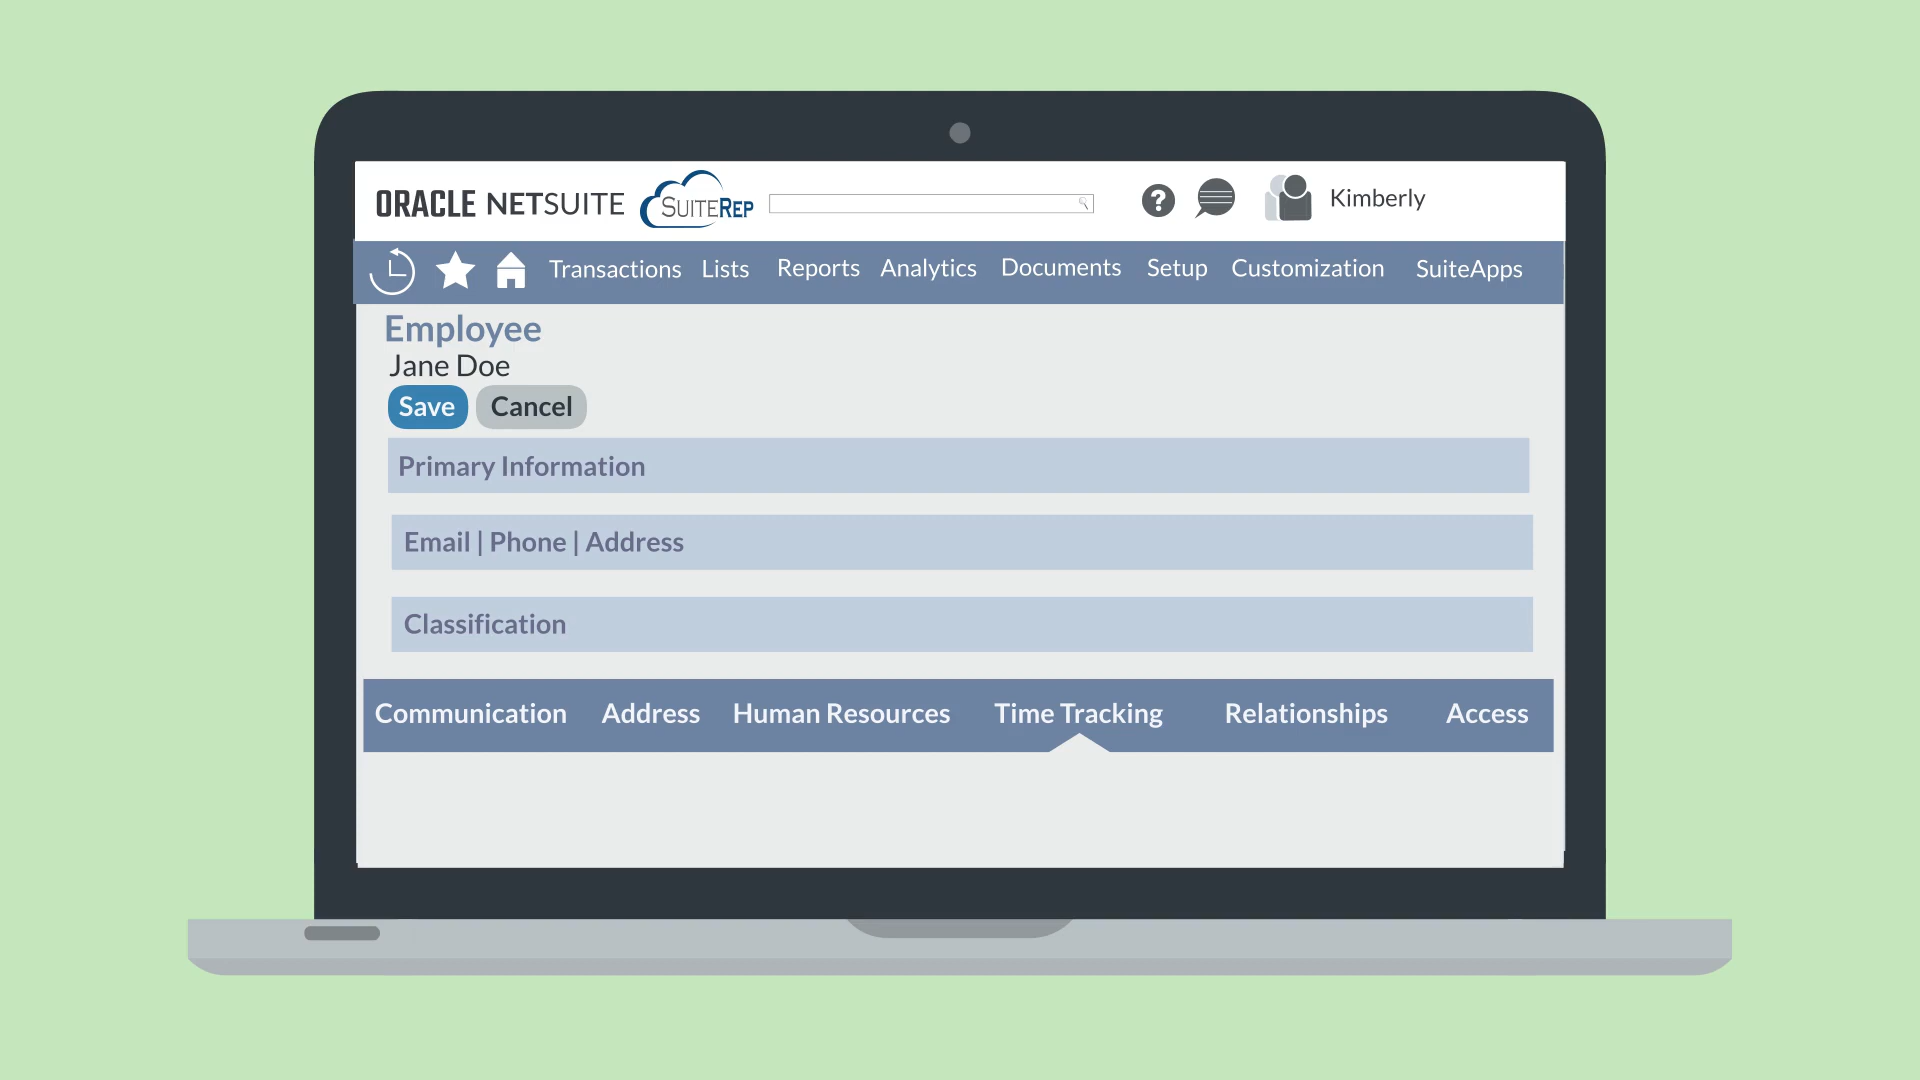 ORACLE NETSUITE SUITEREP Kimberly
Transactions Lists Reports Analytics Documents Setup Customization SuiteApps
Employee
Jane Doe
Save Cancel
Primary Information
Email | Phone | Address
Classification
Communication Address Human Resources Time Tracking Relationships Access